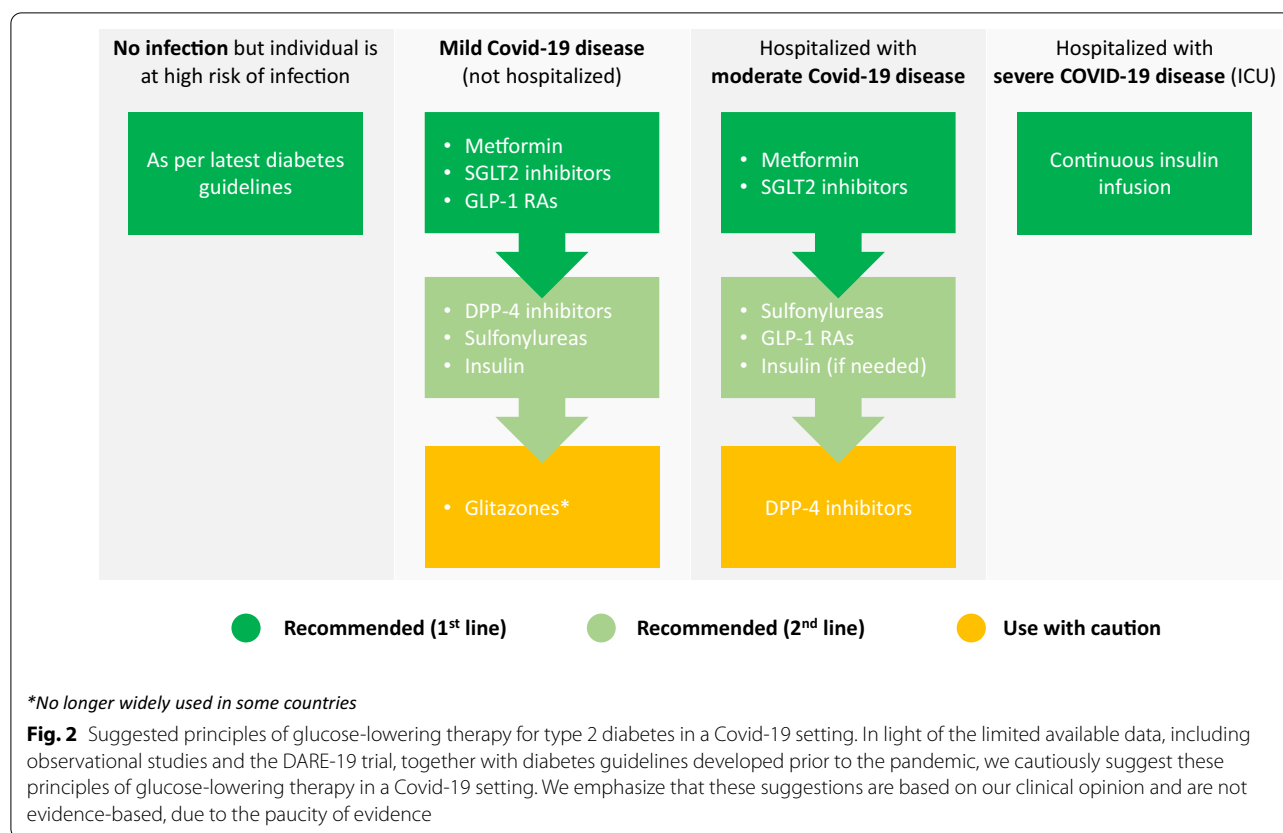 No infection but individual is
at high risk of infection
As per latest diabetes
guidelines
Mild Covid-19 disease
(not hospitalized)
• Metformin
• SGLT2 inhibitors
• GLP-1 RAs
• DPP-4 inhibitors
• Sulfonylureas
• Insulin
• Glitazones*
Hospitalized with
moderate Covid-19 disease
• Metformin
• SGLT2 inhibitors
• Sulfonylureas
• GLP-1 RAs
• Insulin (if needed)
DPP-4 inhibitors
Hospitalized with
severe COVID-19 disease (ICU)
Continuous insulin
infusion
Recommended (1st line)
Recommended (2nd line)
Use with caution
*No longer widely used in some countries
Fig. 2 Suggested principles of glucose-lowering therapy for type 2 diabetes in a Covid-19 setting. In light of the limited available data, including
observational studies and the DARE-19 trial, together with diabetes guidelines developed prior to the pandemic, we cautiously suggest these
principles of glucose-lowering therapy in a Covid-19 setting. We emphasize that these suggestions are based on our clinical opinion and are not
evidence-based, due to the paucity of evidence